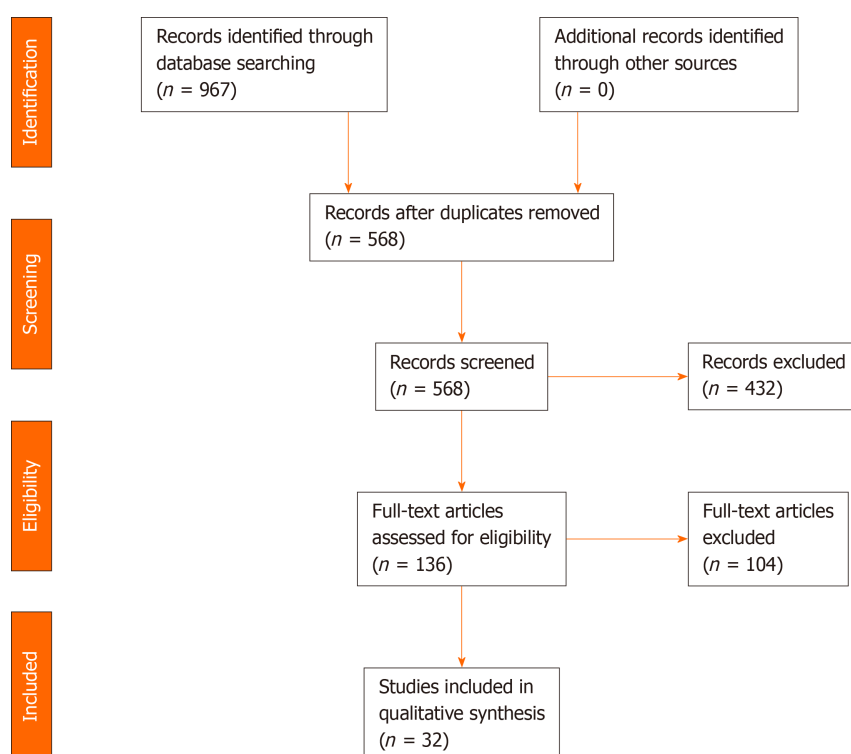 Identification
Records identified through
database searching
(n = 967)
Additional records identified
through other sources
(n = 0)
Records after duplicates removed
(n = 568)
Screening
Records screened
(n = 568)
Records excluded
(n = 432)
Eligibility
Full-text articles
assessed for eligibility
(n = 136)
Full-text articles
excluded
(n = 104)
Included
Studies included in
qualitative synthesis
(n = 32)